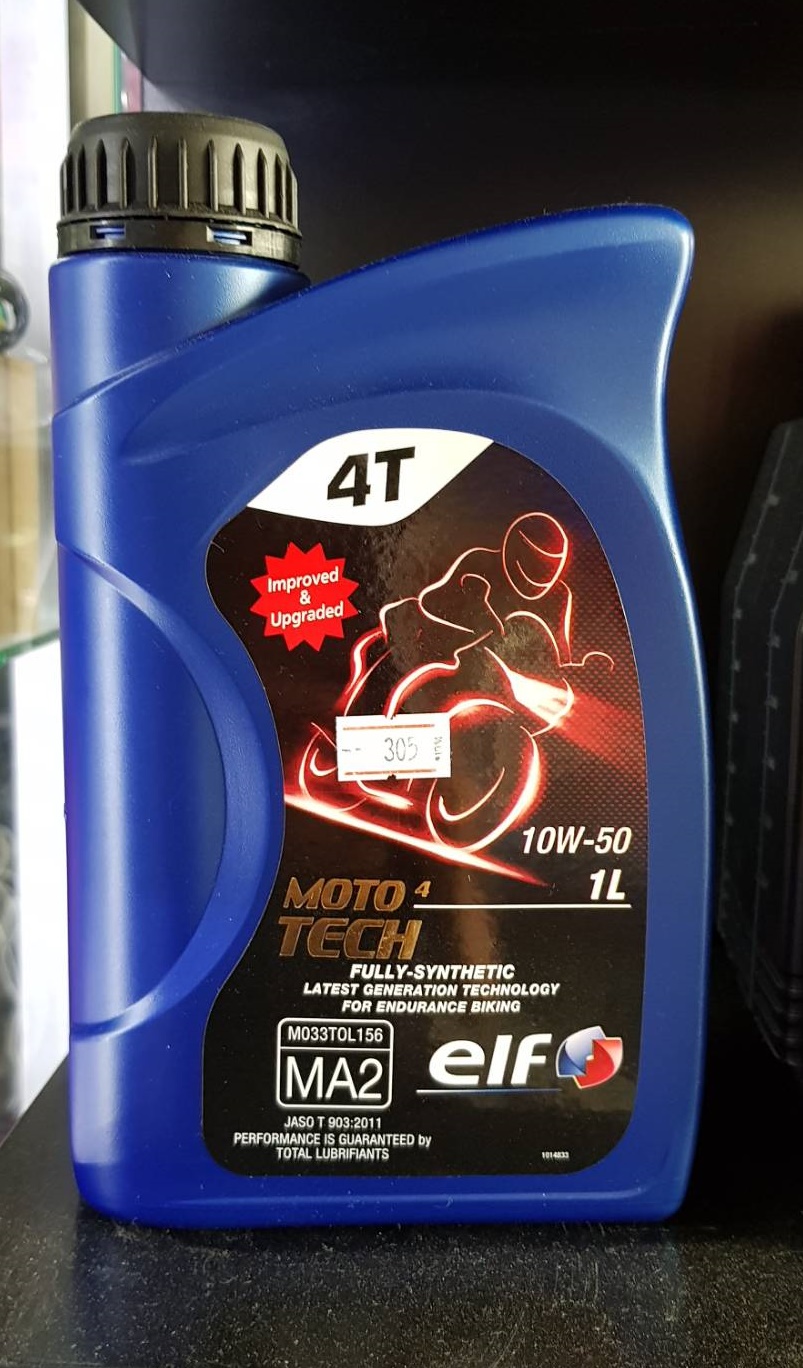 4T
Improved
&
Upgraded
305
10W-50
1L
MOTO 4
TECH
FULLY-SYNTHETIC
LATEST GENERATION TECHNOLOGY
FOR ENDURANCE BIKING
M033TOL156
MA2
elf
JASO T 903:2011
PERFORMANCE IS GUARANTEED by
TOTAL LUBRIFIANTS
1014833